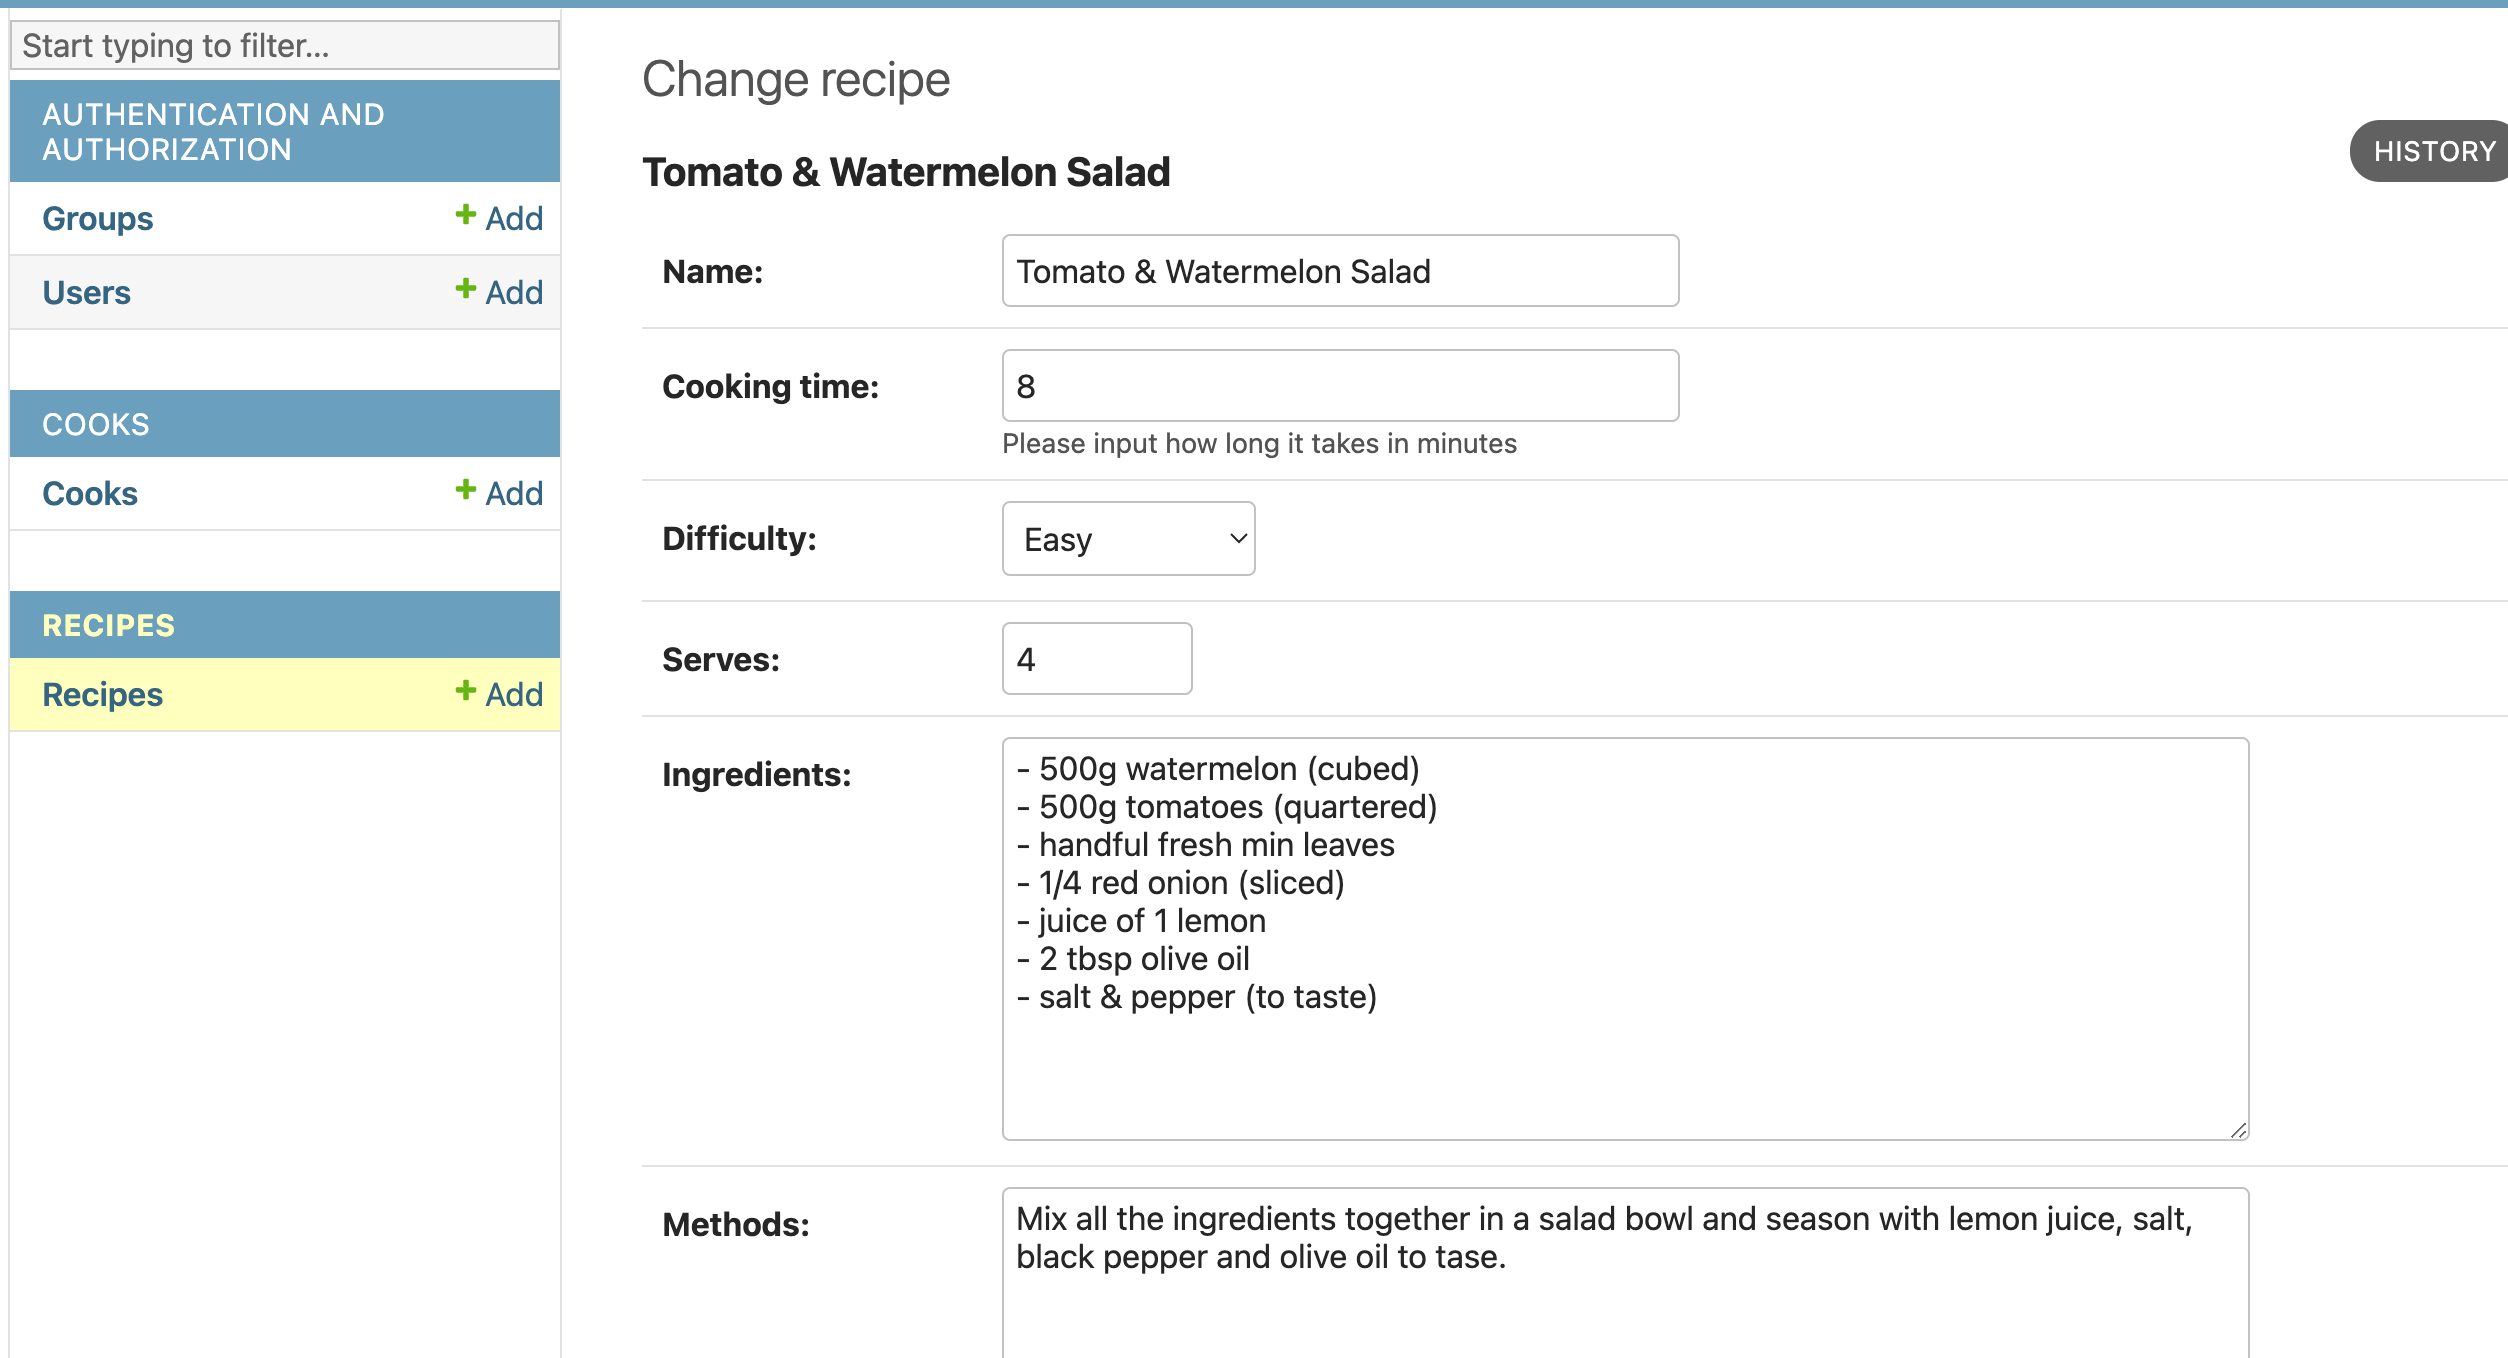 Start typing to filter...
AUTHENTICATION AND
AUTHORIZATION
Groups + Add
Users + Add
COOKS
Cooks + Add
RECIPES
Recipes + Add
Change recipe
HISTORY
Tomato & Watermelon Salad
Name: Tomato & Watermelon Salad
Cooking time: 8
Please input how long it takes in minutes
Difficulty: Easy
Serves: 4
Ingredients:
- 500g watermelon (cubed)
- 500g tomatoes (quartered)
- handful fresh min leaves
- 1/4 red onion (sliced)
- juice of 1 lemon
- 2 tbsp olive oil
- salt & pepper (to taste)
Methods:
Mix all the ingredients together in a salad bowl and season with lemon juice, salt,
black pepper and olive oil to tase.